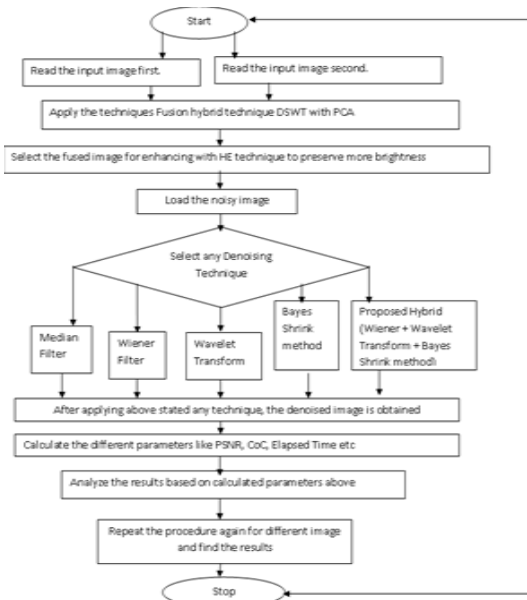 Start
Read the input image first.
Read the input image second.
Apply the techniques Fusion hybrid technique DSWT with PCA
Select the fused image for enhancing with HE technique to preserve more brightness
Load the noisy image
Select any Denoising
Technique
Median
Filter
Wiener
Filter
Wavelet
Transform
Bayes
Shrink
method
Proposed Hybrid
(Wiener + Wavelet
Transform + Bayes
Shrink method)
After applying above stated any technique, the denoised image is obtained
Calculate the different parameters like PSNR, CoC, Elapsed Time etc
Analyze the results based on calculated parameters above
Repeat the procedure again for different image
and find the results
Stop